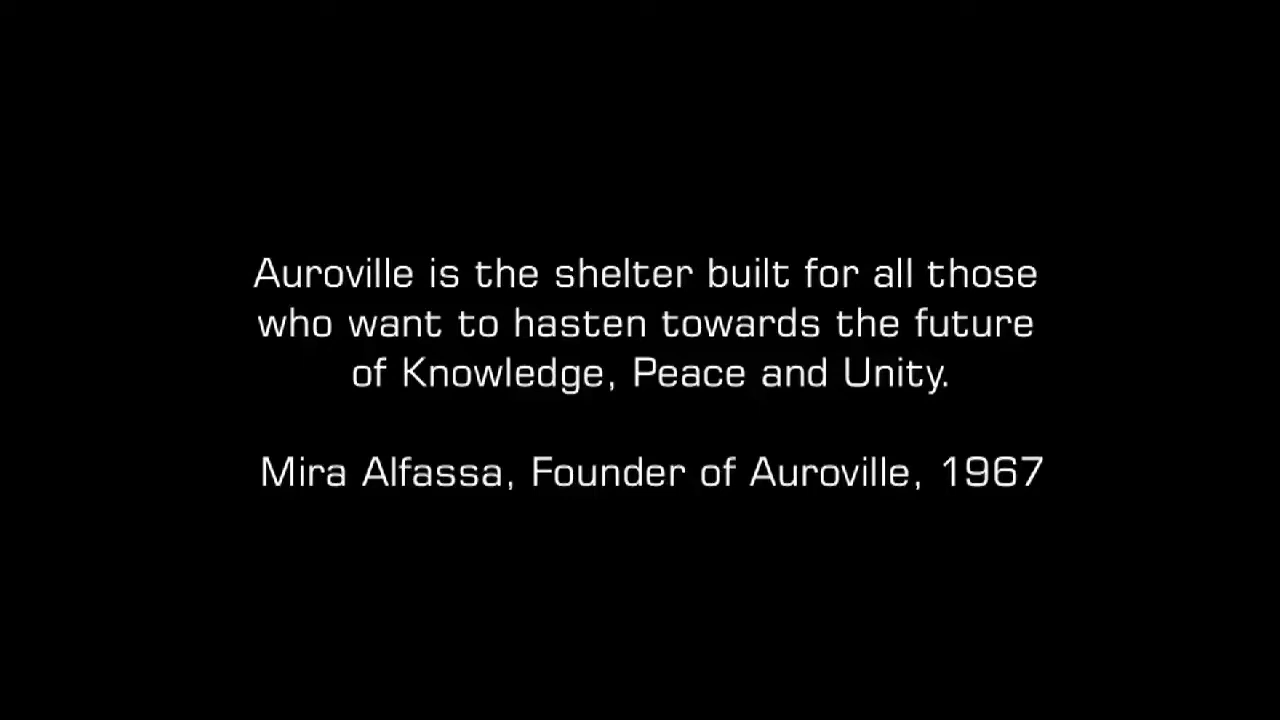 Auroville is the shelter built for all those
who want to hasten towards the future
of Knowledge, Peace and Unity.
Mira Alfassa, Founder of Auroville, 1967